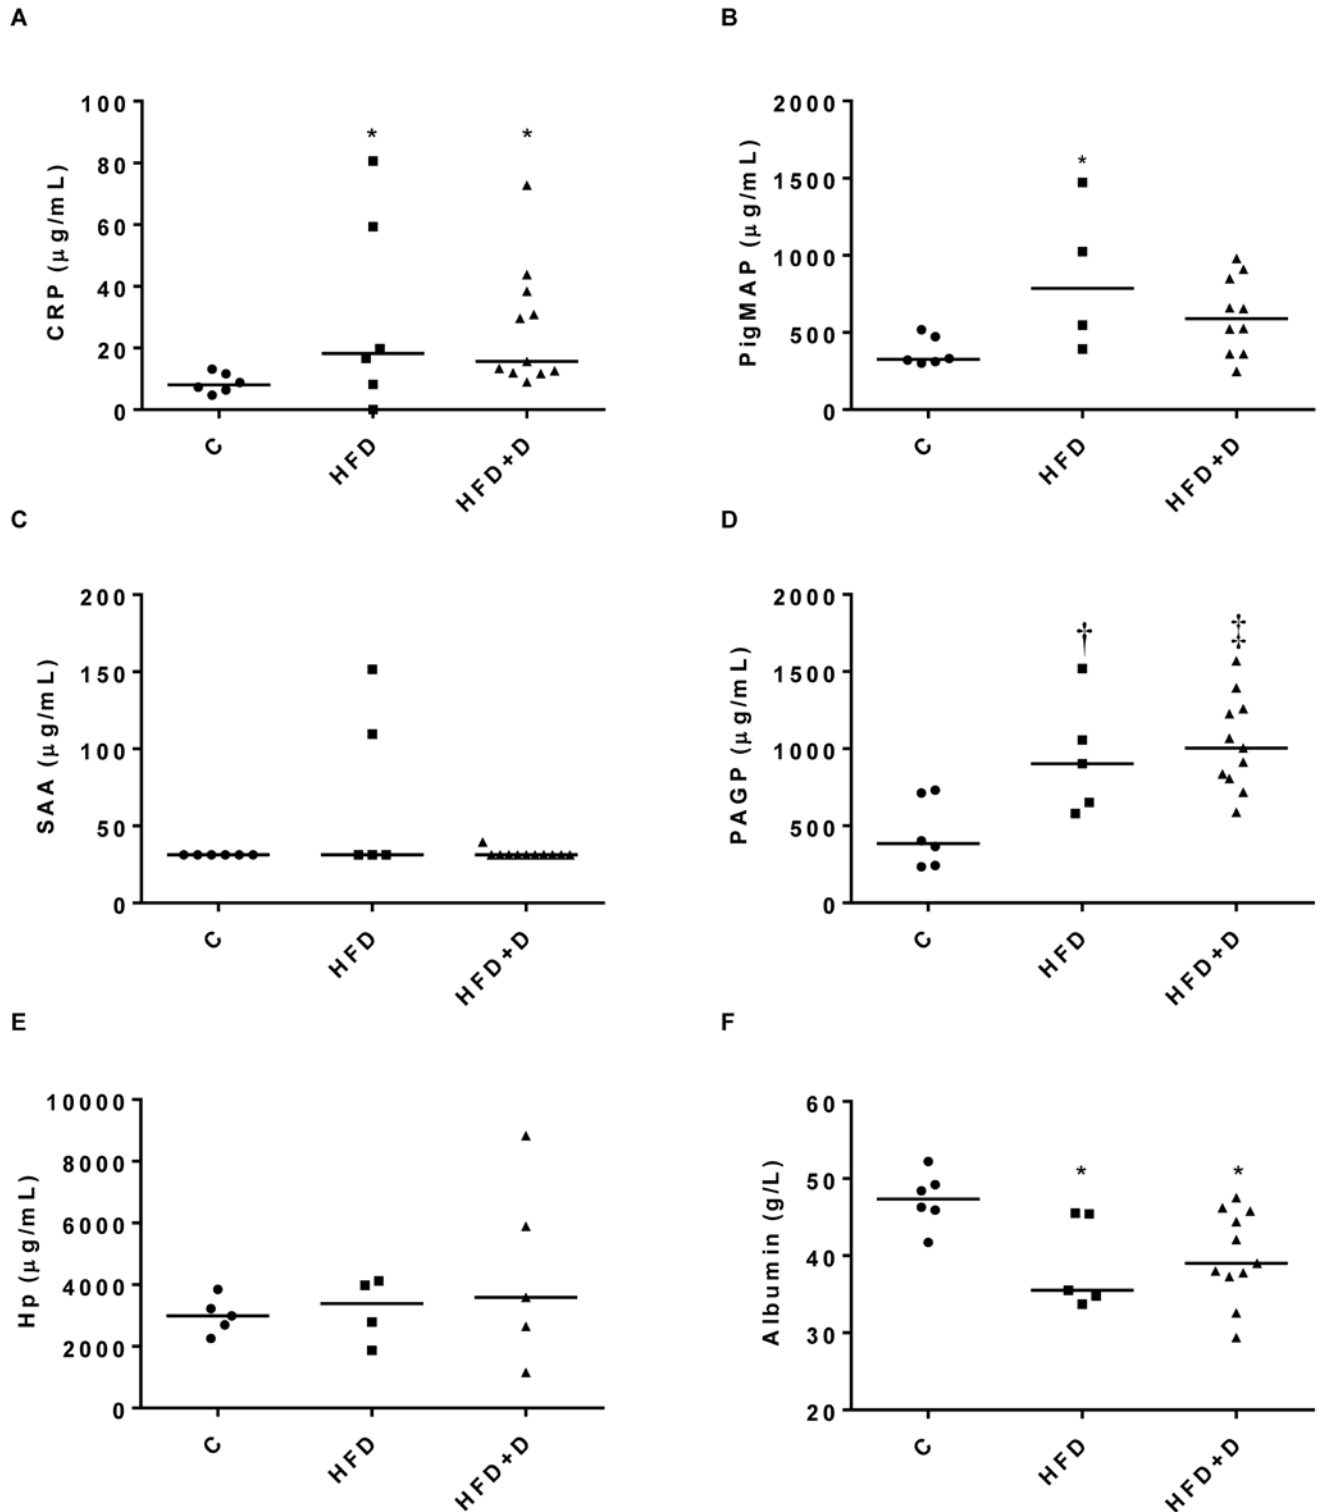 A
CRP (μg/mL)
100
80
60
40
20
0
*
*
C
HFD
HFD+D
B
PigMAP (μg/mL)
2000
1500
1000
500
0
*
C
HFD
HFD+D
C
SAA (μg/mL)
200
150
100
50
0
C
HFD
HFD+D
D
PAGP (μg/mL)
2000
1500
1000
500
0
†
‡
C
HFD
HFD+D
E
Hp (μg/mL)
10000
8000
6000
4000
2000
0
C
HFD
HFD+D
F
Albumin (g/L)
60
50
40
30
20
*
*
C
HFD
HFD+D